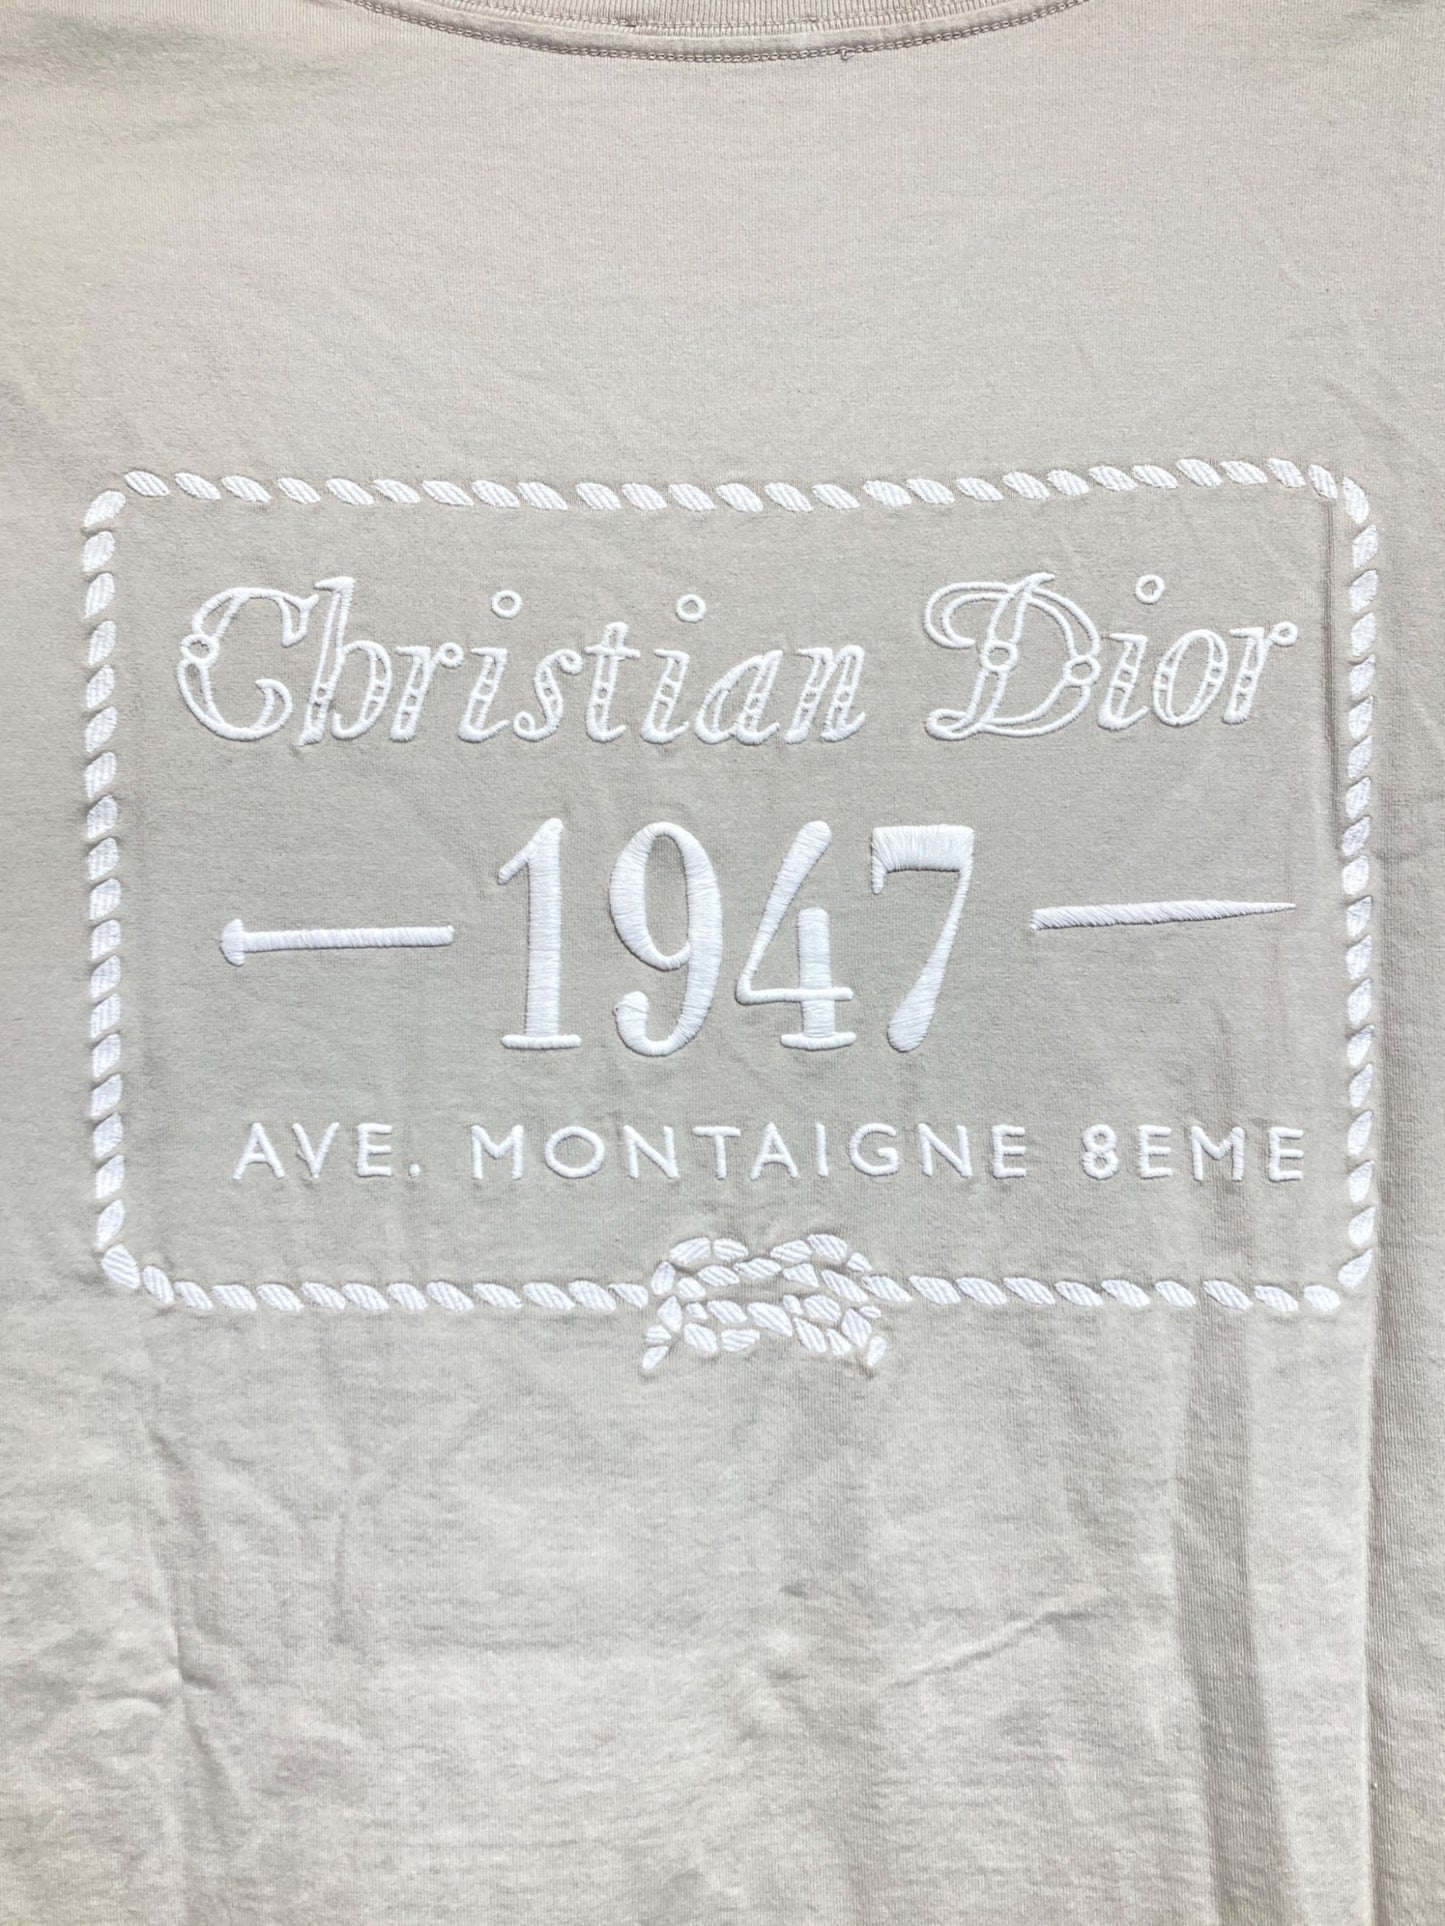 Christian Dior
1947
AVE. MONTAIGNE 8EME